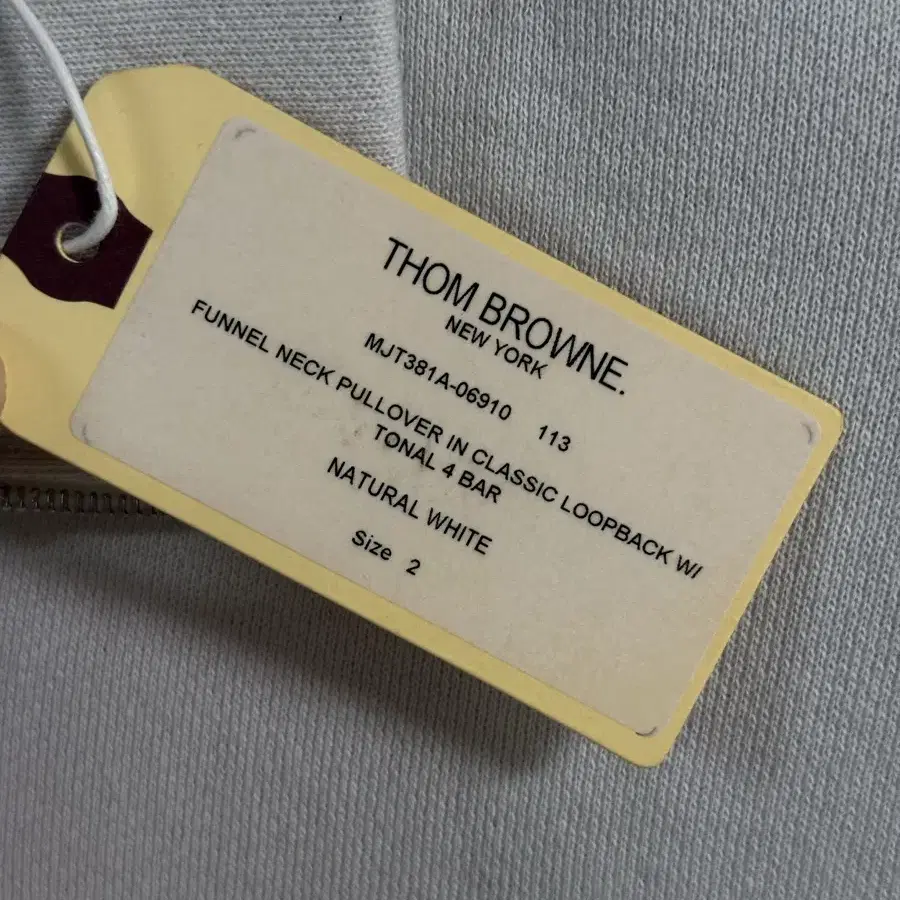 THOM BROWNE.
NEW YORK
MJT381A-06910 113
FUNNEL NECK PULLOVER IN CLASSIC LOOPBACK W/
TONAL 4 BAR
NATURAL WHITE
Size 2